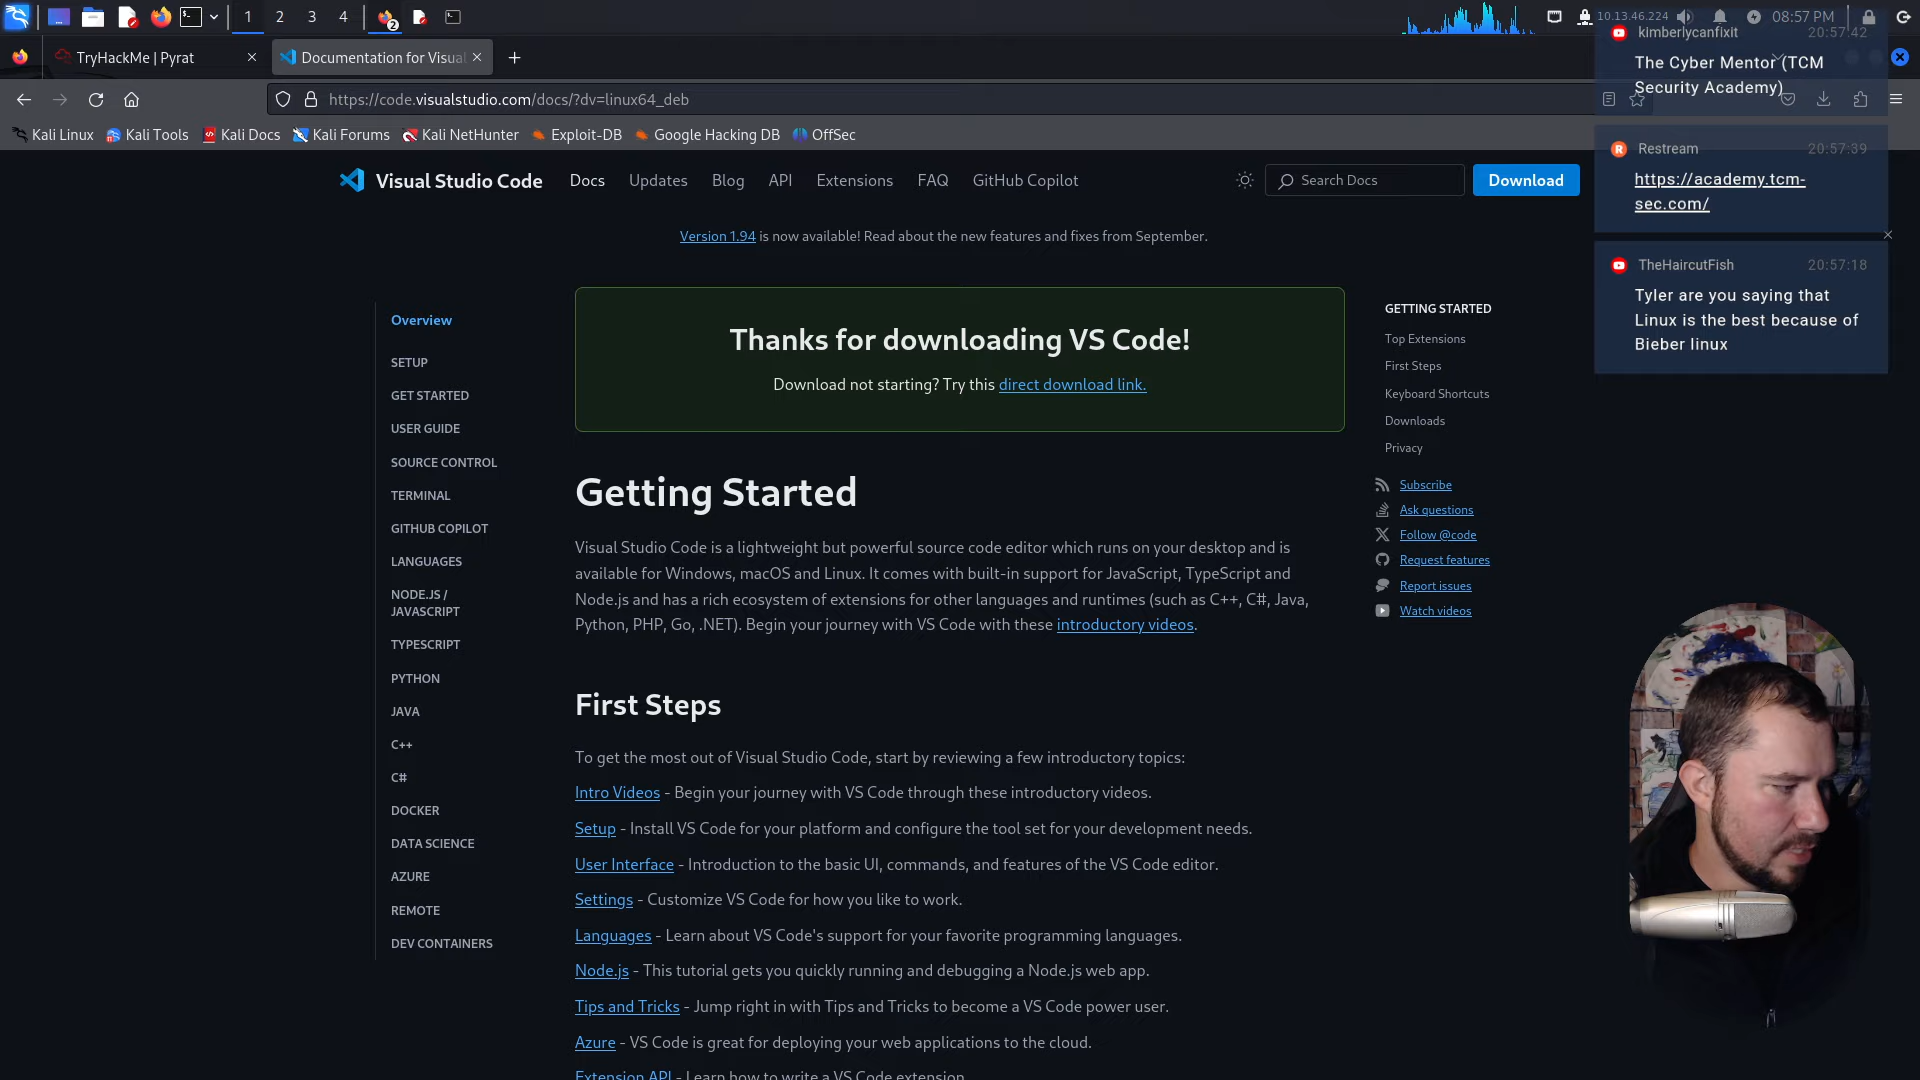 1 2 3 4 2 10.13.46.224 08:57 PM
TryHackMe | Pyrat
Documentation for Visual
https://code.visualstudio.com/docs/?dv=linux64_deb
Kali Linux Kali Tools Kali Docs Kali Forums Kali NetHunter Exploit-DB Google Hacking DB OffSec
Visual Studio Code Docs Updates Blog API Extensions FAQ GitHub Copilot Search Docs Download
Version 1.94 is now available! Read about the new features and fixes from September.
Overview
SETUP
GET STARTED
USER GUIDE
SOURCE CONTROL
TERMINAL
GITHUB COPILOT
LANGUAGES
NODE.JS /
JAVASCRIPT
TYPESCRIPT
PYTHON
JAVA
C++
C#
DOCKER
DATA SCIENCE
AZURE
REMOTE
DEV CONTAINERS
Thanks for downloading VS Code!
Download not starting? Try this direct download link.
Getting Started
Visual Studio Code is a lightweight but powerful source code editor which runs on your desktop and is
available for Windows, macOS and Linux. It comes with built-in support for JavaScript, TypeScript and
Node.js and has a rich ecosystem of extensions for other languages and runtimes (such as C++, C#, Java,
Python, PHP, Go, .NET). Begin your journey with VS Code with these introductory videos.
First Steps
To get the most out of Visual Studio Code, start by reviewing a few introductory topics:
Intro Videos - Begin your journey with VS Code through these introductory videos.
Setup - Install VS Code for your platform and configure the tool set for your development needs.
User Interface - Introduction to the basic UI, commands, and features of the VS Code editor.
Settings - Customize VS Code for how you like to work.
Languages - Learn about VS Code's support for your favorite programming languages.
Node.js - This tutorial gets you quickly running and debugging a Node.js web app.
Tips and Tricks - Jump right in with Tips and Tricks to become a VS Code power user.
Azure - VS Code is great for deploying your web applications to the cloud.
Extension API - Learn how to write a VS Code extension.
GETTING STARTED
Top Extensions
First Steps
Keyboard Shortcuts
Downloads
Privacy
Subscribe
Ask questions
Follow @code
Request features
Report issues
Watch videos
kimberlycanfixit 20:57:42
The Cyber Mentor (TCM
Security Academy)
Restream 20:57:39
https://academy.tcm-
sec.com/
TheHaircutFish 20:57:18
Tyler are you saying that
Linux is the best because of
Bieber linux